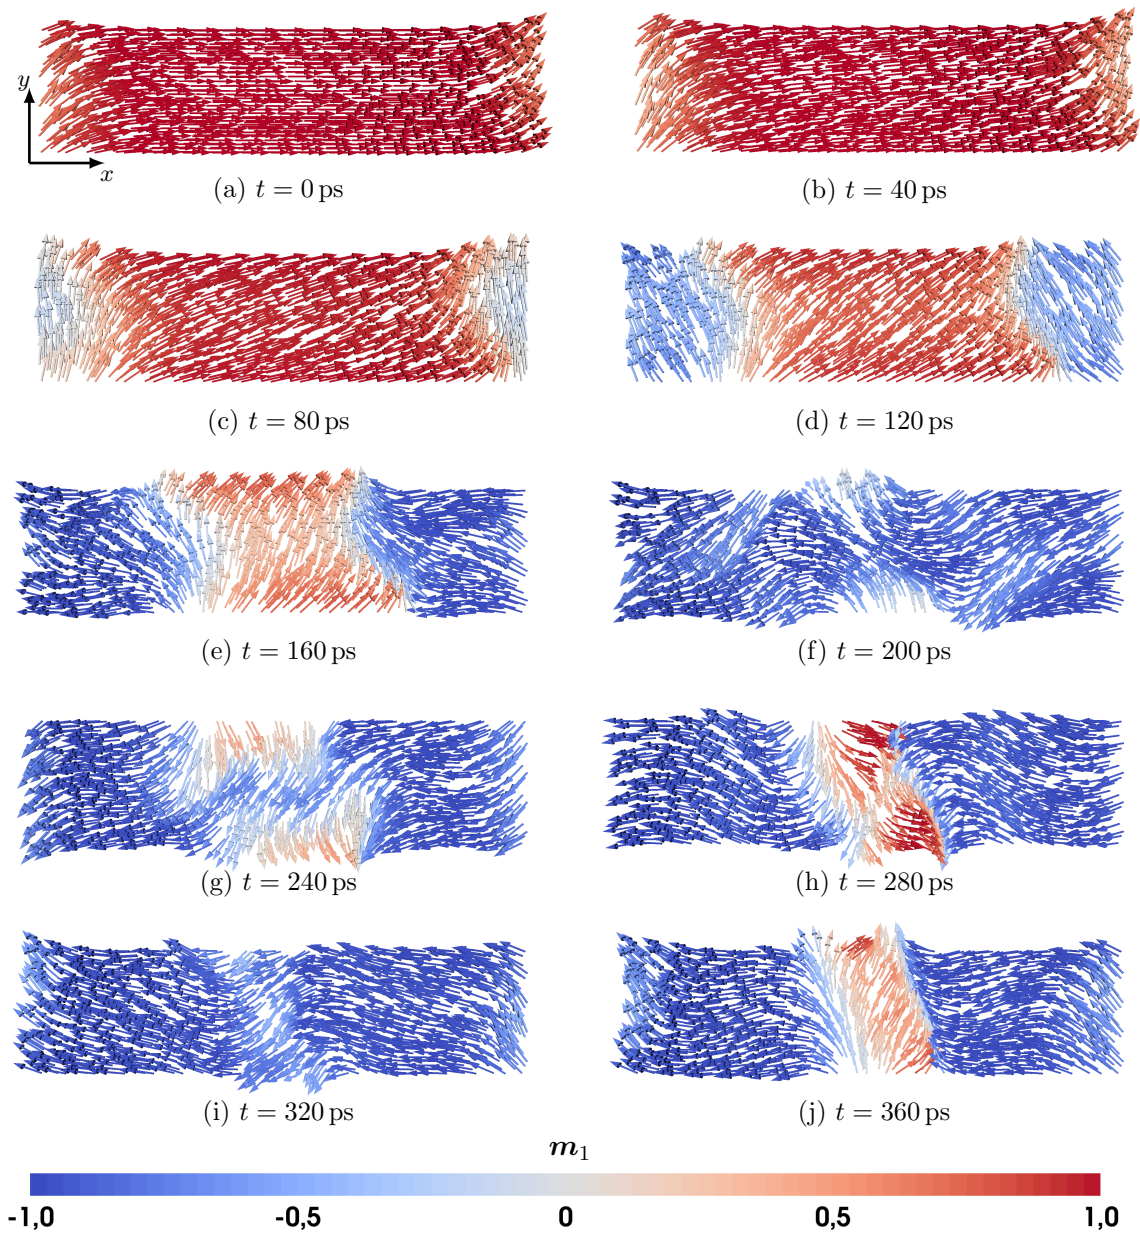 y
x
(a) t = 0 ps
(b) t = 40 ps
(c) t = 80 ps
(d) t = 120 ps
(e) t = 160 ps
(f) t = 200 ps
(g) t = 240 ps
(h) t = 280 ps
(i) t = 320 ps
(j) t = 360 ps
m₁
-1,0 -0,5 0 0,5 1,0